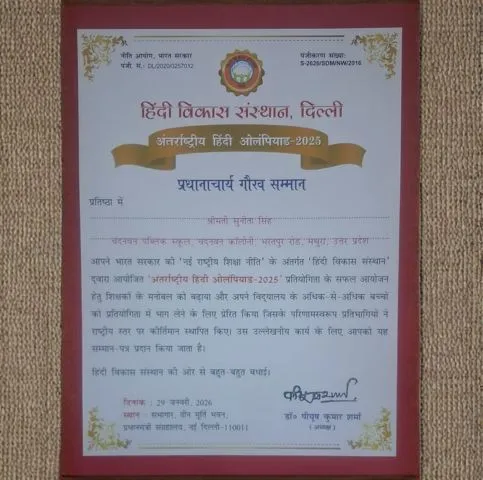 नीति आयोग, भारत सरकार
पंजी. सं.- DL/2020/0257012
पंजीकरण संख्या:
S-2626/SDM/NW/2016
हिंदी विकास संस्थान, दिल्ली
अंतर्राष्ट्रीय हिंदी ओलंपियाड-2025
प्रधानाचार्य गौरव सम्मान
प्रतिष्ठा में
श्रीमती सुनीता सिंह
चंदनवन पब्लिक स्कूल, चंदनवन कॉलोनी, भरतपुर रोड, मथुरा, उत्तर प्रदेश
आपने भारत सरकार की 'नई राष्ट्रीय शिक्षा नीति' के अंतर्गत 'हिंदी विकास संस्थान'
द्वारा आयोजित 'अंतर्राष्ट्रीय हिंदी ओलंपियाड-2025' प्रतियोगिता के सफल आयोजन
हेतु शिक्षकों के मनोबल को बढ़ाया और अपने विद्यालय के अधिक-से-अधिक बच्चों
को प्रतियोगिता में भाग लेने के लिए प्रेरित किया जिसके परिणामस्वरूप प्रतिभागियों ने
राष्ट्रीय स्तर पर कीर्तिमान स्थापित किए। उस उल्लेखनीय कार्य के लिए आपको यह
सम्मान-पत्र प्रदान किया जाता है।
हिंदी विकास संस्थान की ओर से बहुत-बहुत बधाई।
दिनांक : 29 जनवरी, 2026
स्थान : सभागार, तीन मूर्ति भवन,
प्रधानमंत्री संग्रहालय, नई दिल्ली-110011
डॉ० पीयूष कुमार शर्मा
(अध्यक्ष)